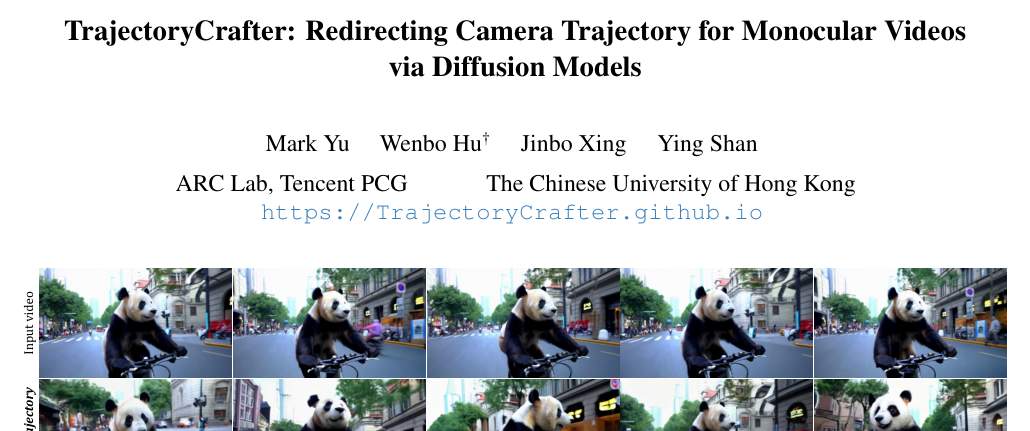 TrajectoryCrafter: Redirecting Camera Trajectory for Monocular Videos
via Diffusion Models
Mark Yu Wenbo Hu† Jinbo Xing Ying Shan
ARC Lab, Tencent PCG The Chinese University of Hong Kong
https://TrajectoryCrafter.github.io
Input video